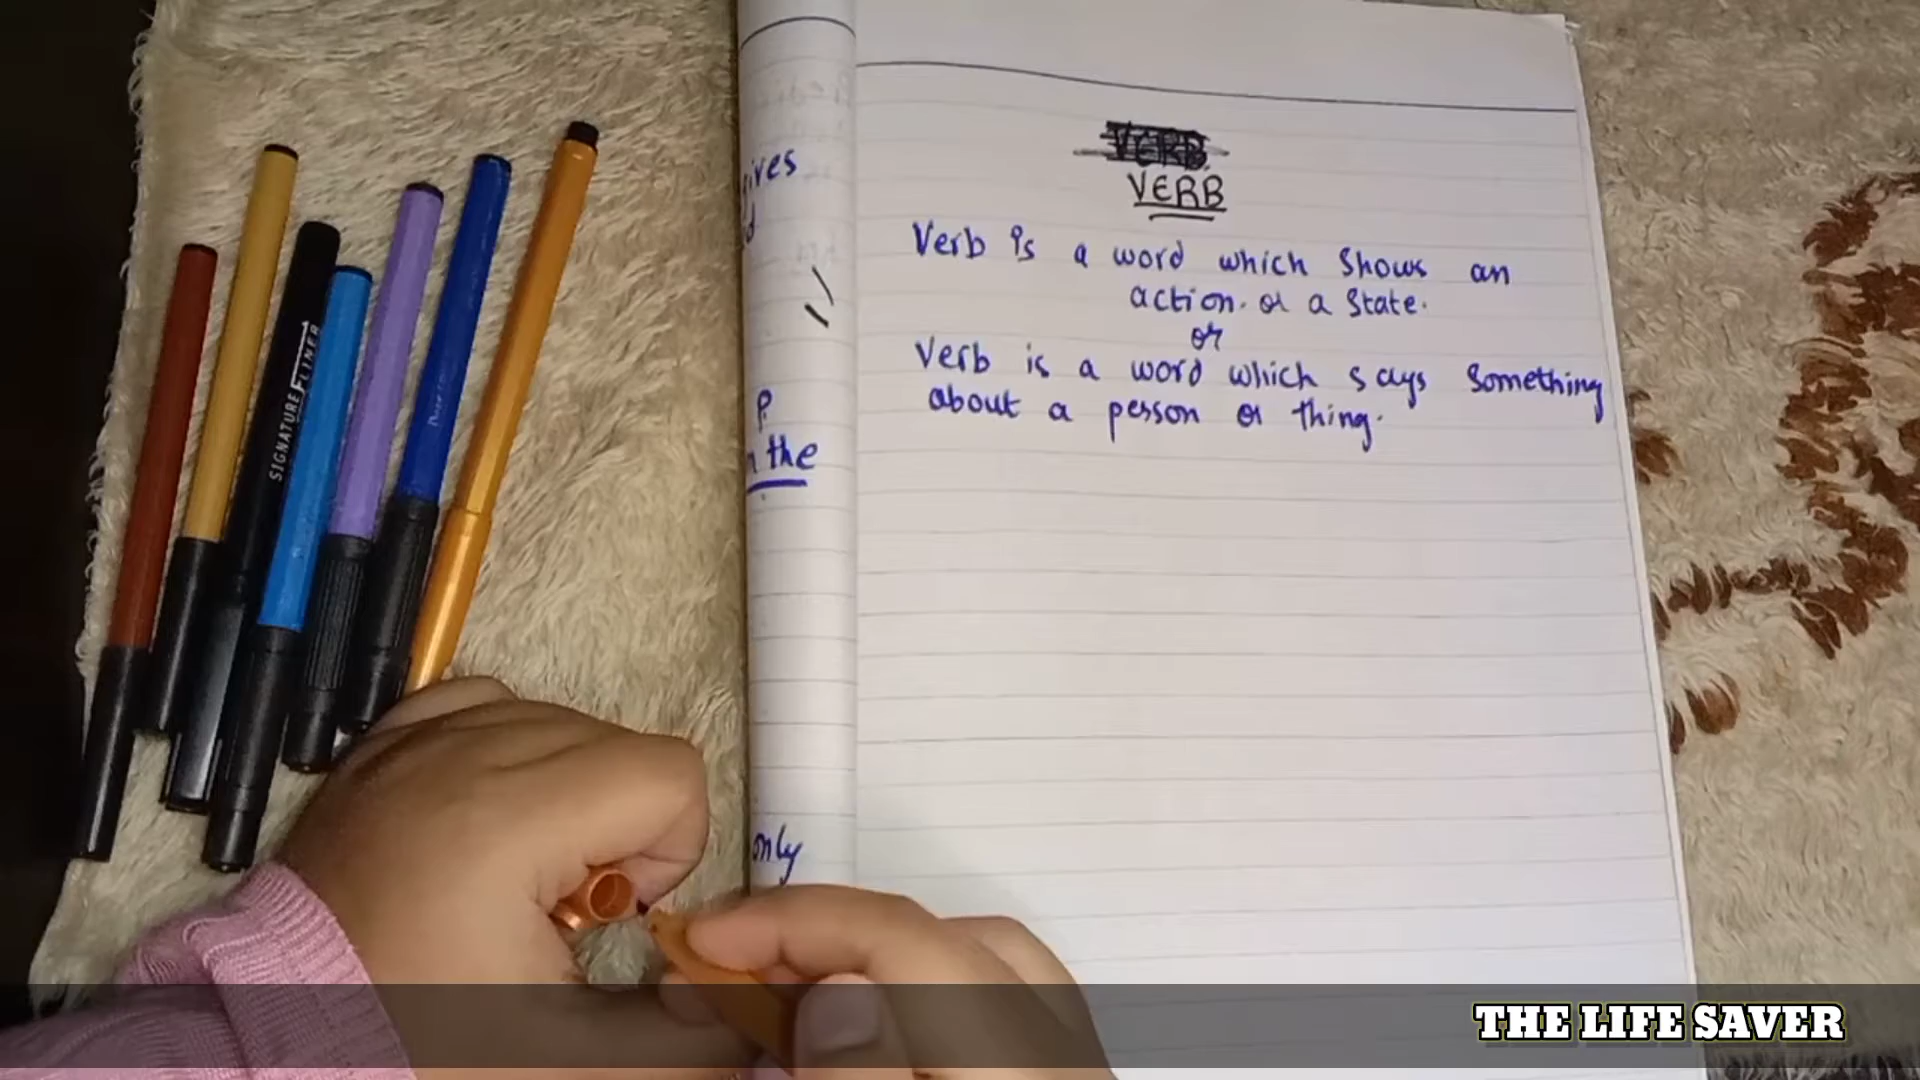 ives
d
P.
n the
only
VERB
VERB
Verb is a word which shows an
action. or a state.
or
Verb is a word which says something
about a person or thing.
SIGNATURE FLINER
THE LIFE SAVER